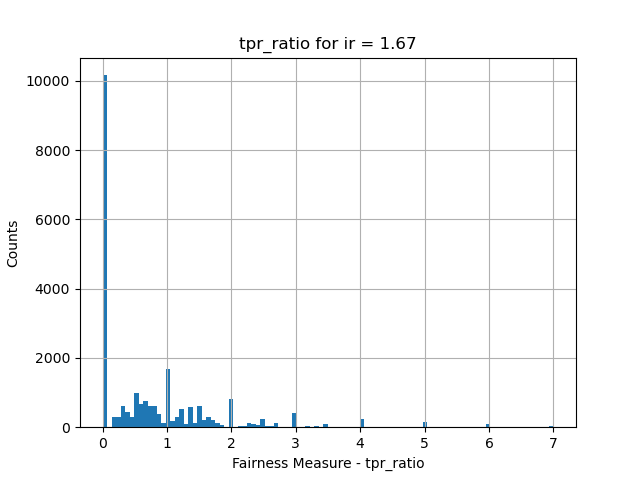 tpr_ratio for ir = 1.67
10000
8000
6000
4000
2000
0
Counts
0 1 2 3 4 5 6 7
Fairness Measure - tpr_ratio